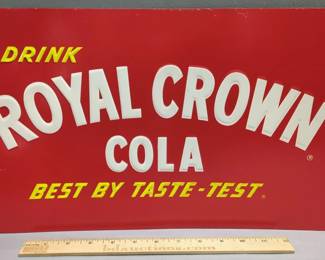 DRINK
ROYAL CROWN®
COLA
BEST BY TASTE-TEST®